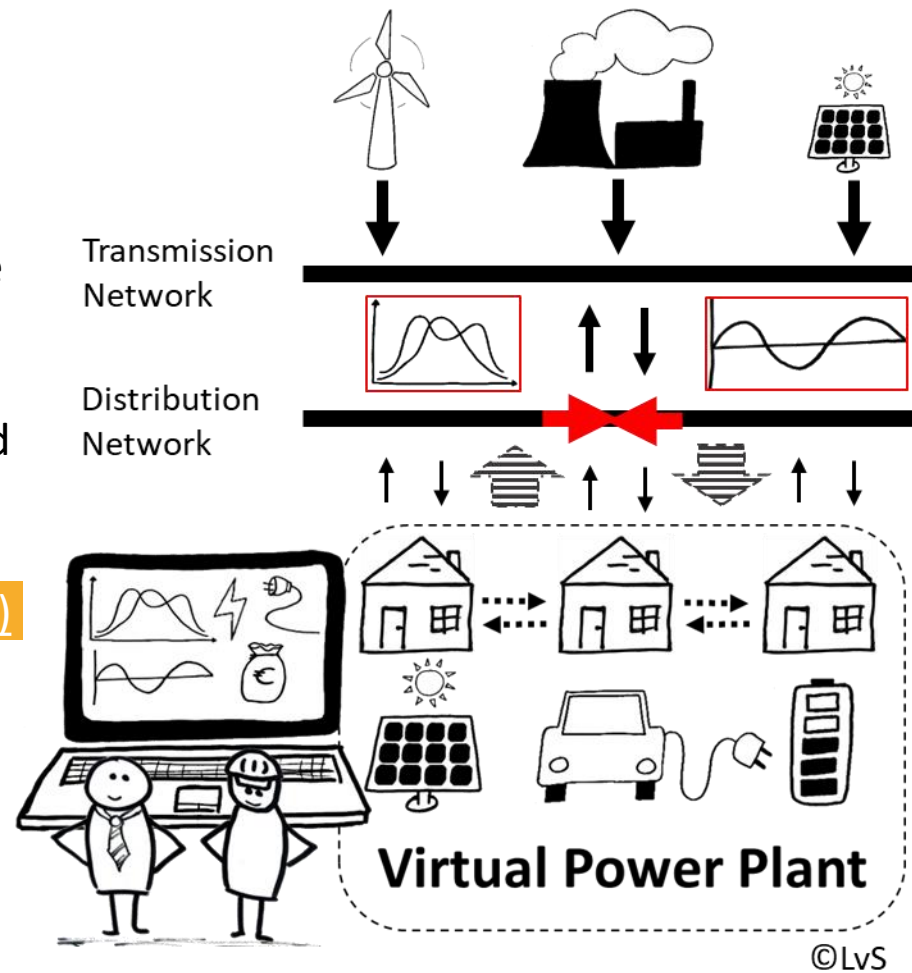 Transmission
Network
Distribution
Network
d
)
€
Virtual Power Plant
©LvS